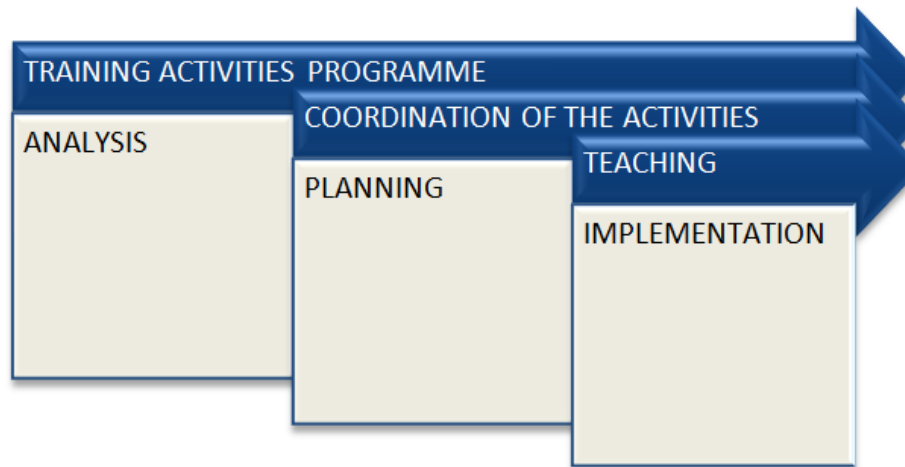 TRAINING ACTIVITIES PROGRAMME
ANALYSIS
COORDINATION OF THE ACTIVITIES
PLANNING
TEACHING
IMPLEMENTATION